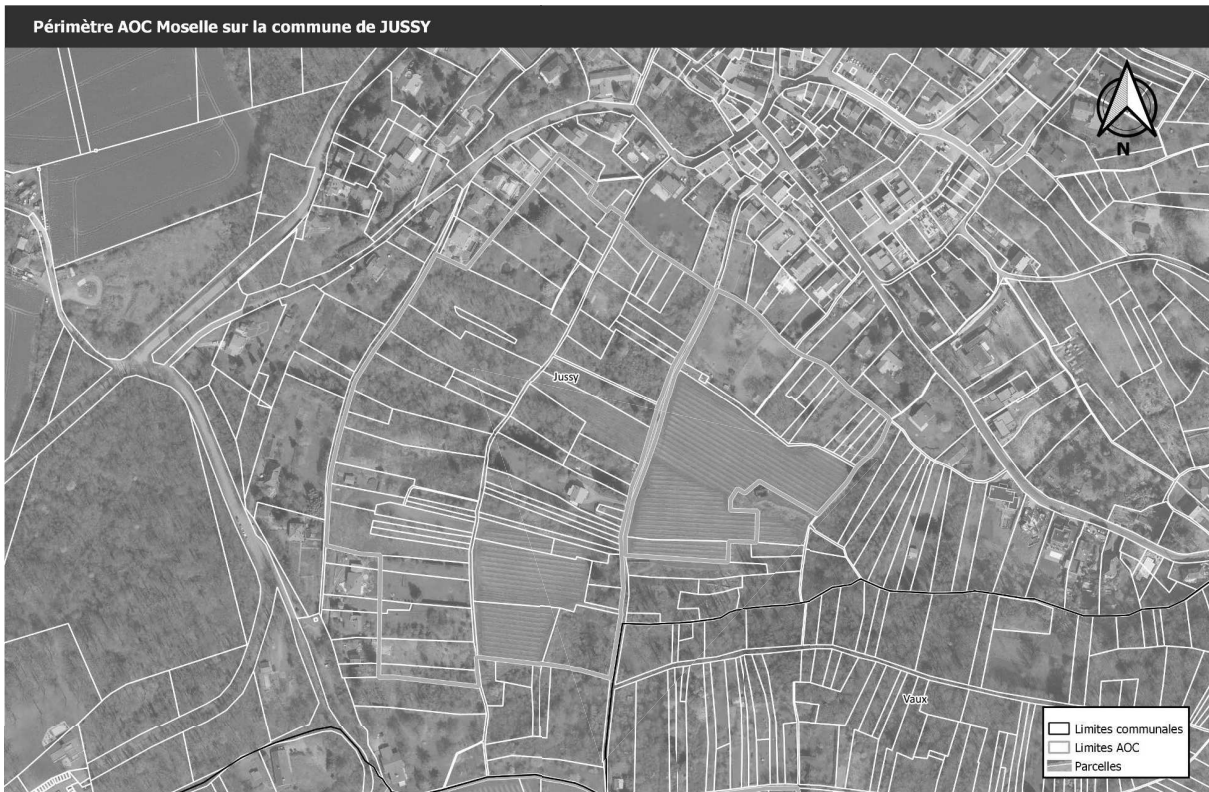 Périmètre AOC Moselle sur la commune de JUSSY
N
Jussy
Vaux
Limites communales
Limites AOC
Parcelles